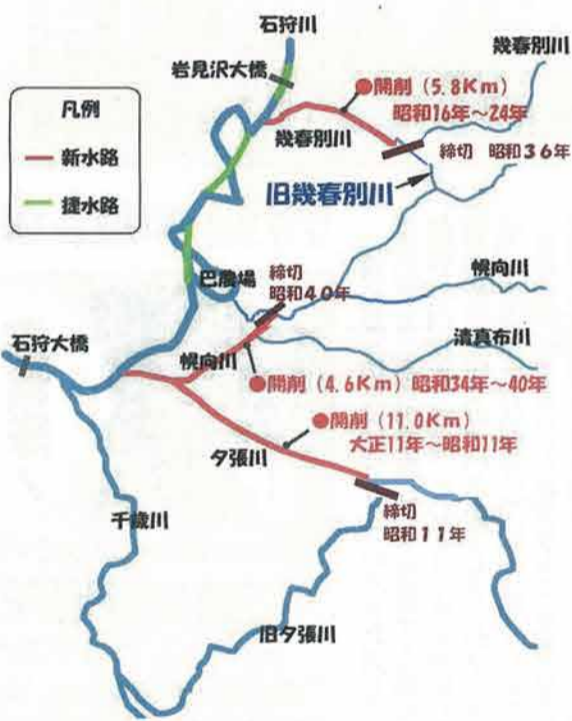 石狩川
岩見沢大橋
幾春別川
凡例
新水路
捷水路
●開削(5.8Km)
昭和16年～24年
幾春別川
締切 昭和36年
旧幾春別川
巴農場
締切
昭和40年
幌向川
清真布川
石狩大橋
幌向川
●開削(4.6Km)昭和34年～40年
●開削(11.0Km)
大正11年～昭和11年
夕張川
締切
昭和11年
千歳川
旧夕張川